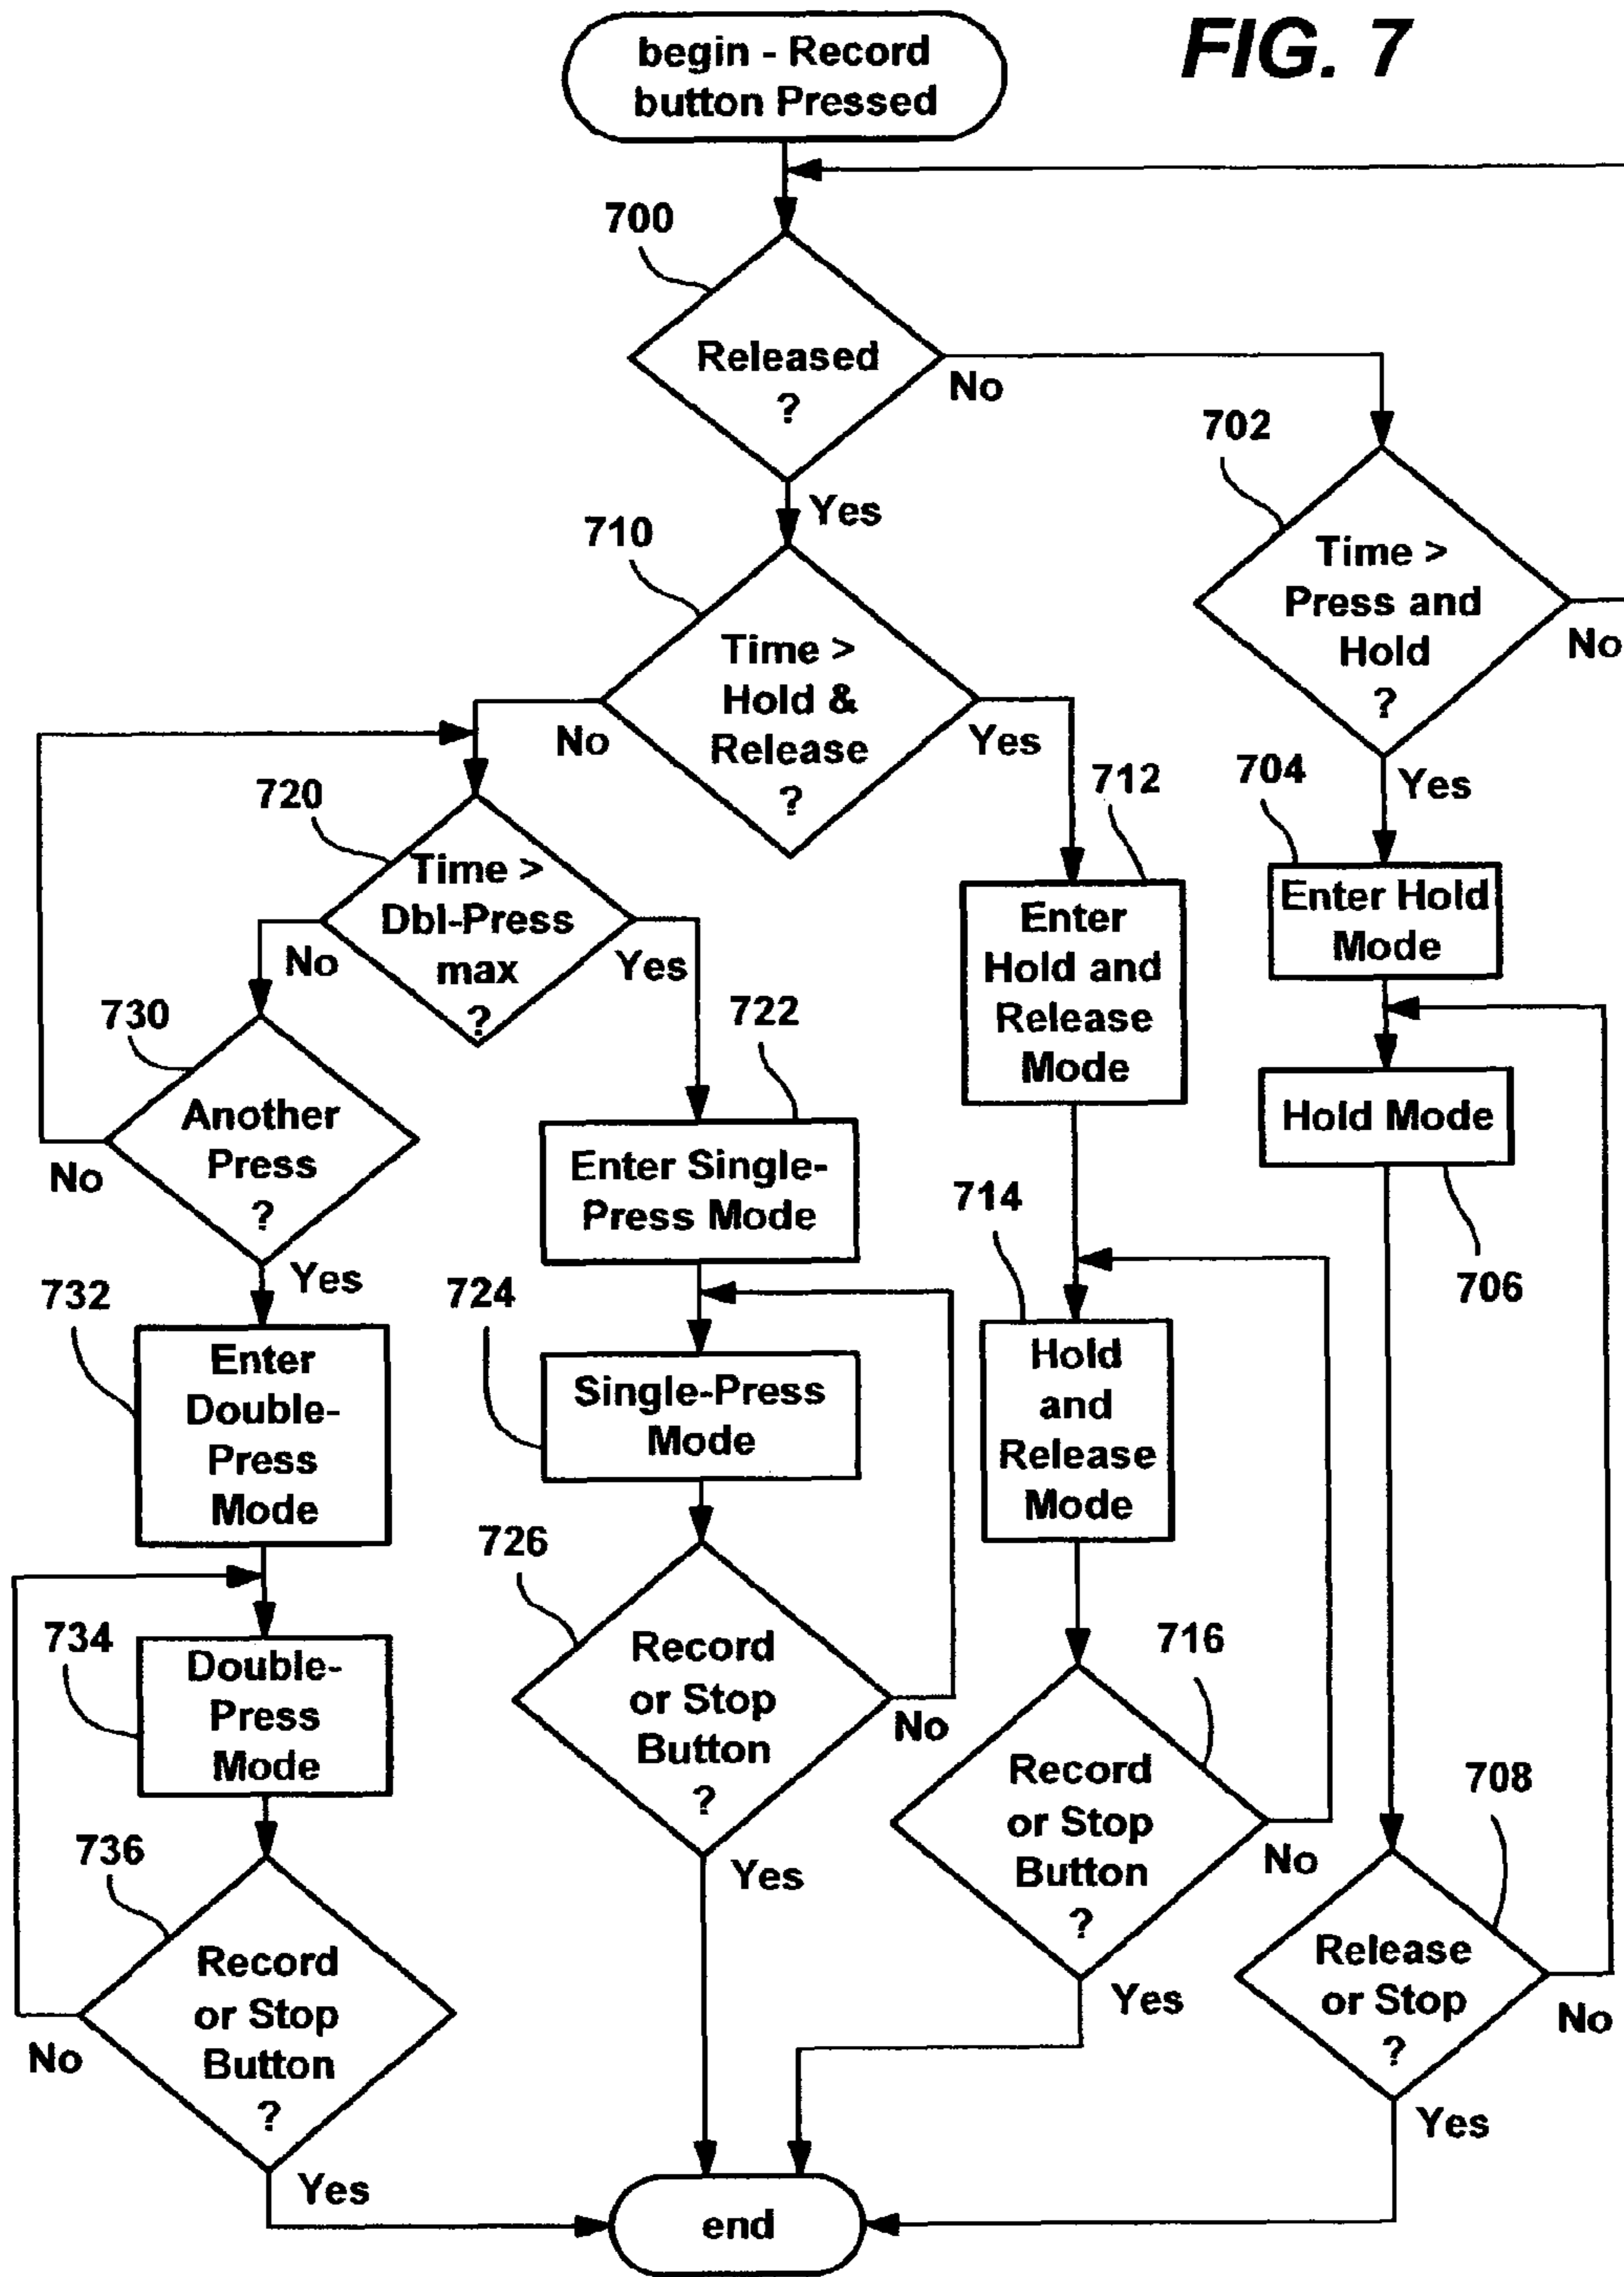 FIG. 7
begin - Record
button Pressed
700
Released
?
No
Yes
702
Time >
Press and
Hold
?
No
Yes
710
Time >
Hold &
Release
?
No
Yes
704
Enter Hold
Mode
712
Enter
Hold and
Release
Mode
720
Time >
Dbl-Press
max
?
No
Yes
730
Another
Press
?
No
Yes
722
Enter Single-
Press Mode
Hold Mode
706
714
Hold
and
Release
Mode
724
Single-Press
Mode
732
Enter
Double-
Press
Mode
734
Double-
Press
Mode
726
Record
or Stop
Button
?
No
Yes
716
Record
or Stop
Button
?
No
Yes
708
Release
or Stop
?
No
Yes
736
Record
or Stop
Button
?
No
Yes
end